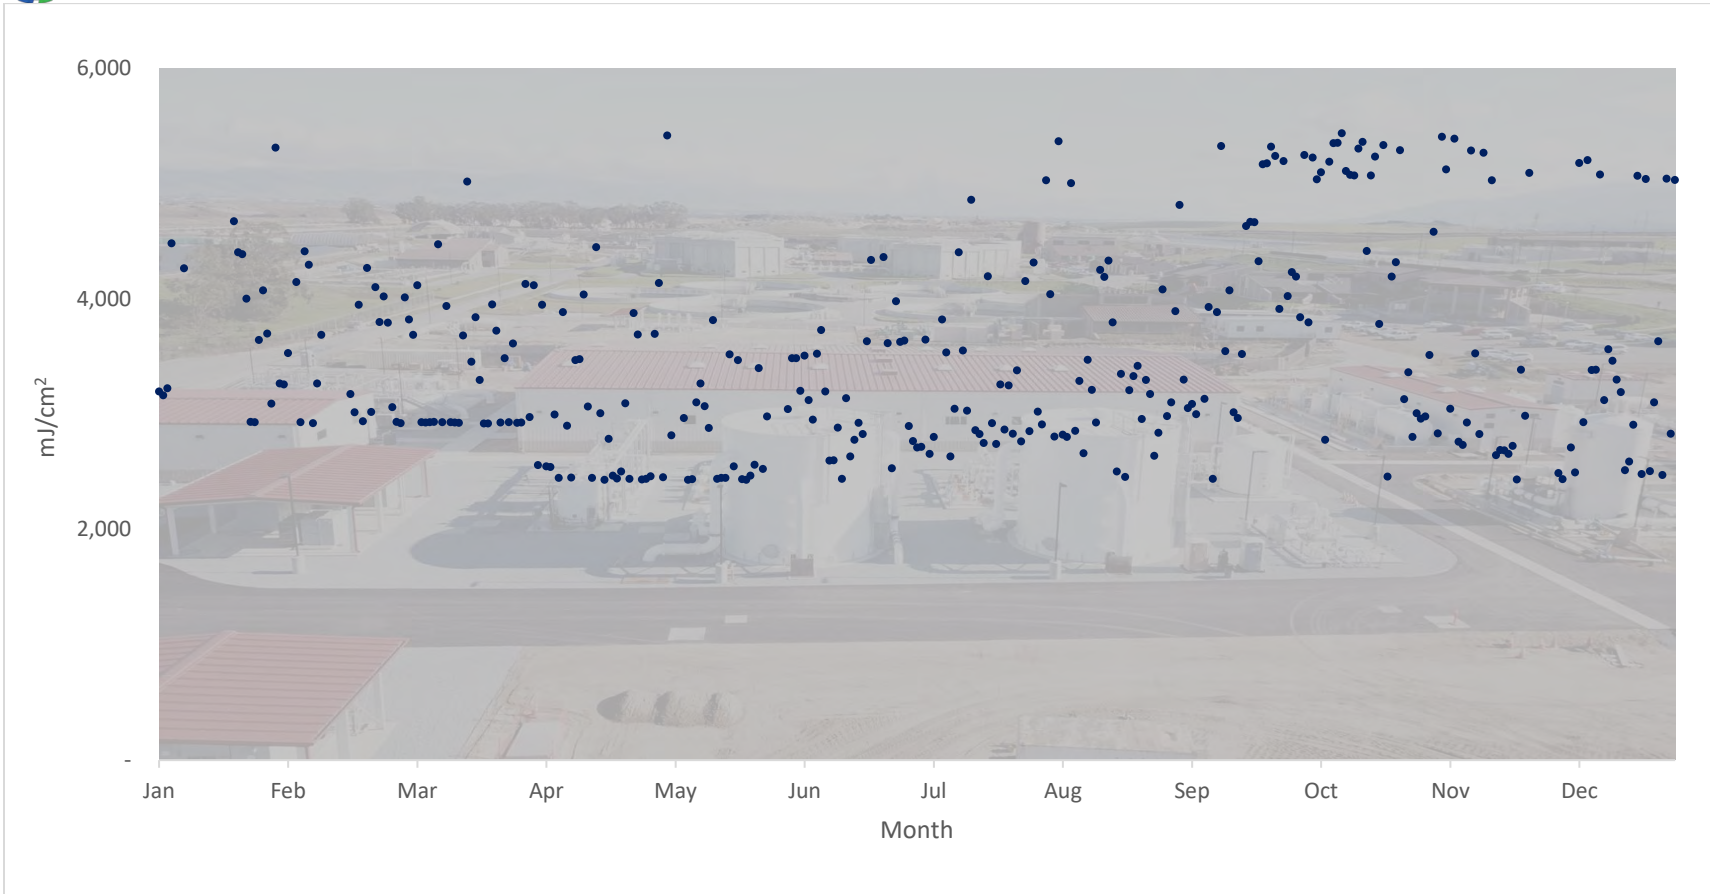 6,000
4,000
2,000
-
mJ/cm²
Jan Feb Mar Apr May Jun Jul Aug Sep Oct Nov Dec
Month